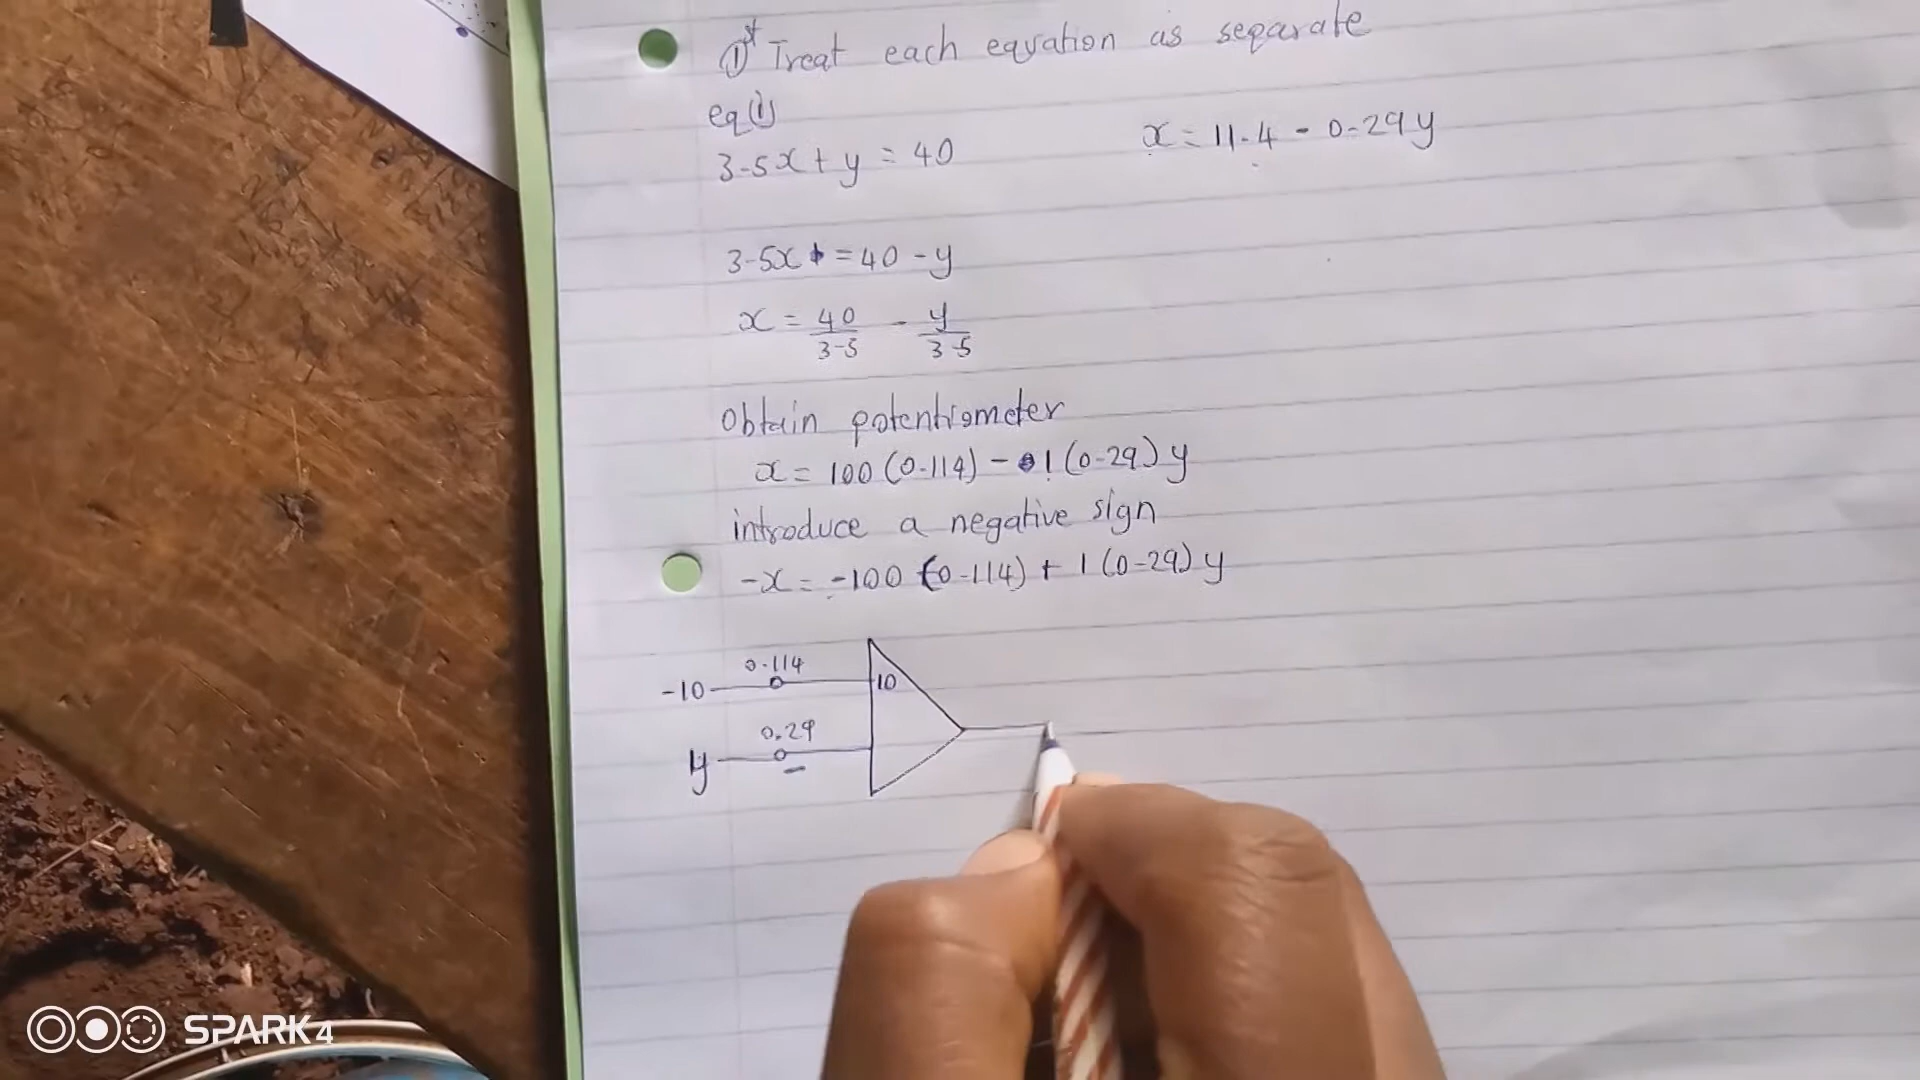 ①st Treat each equation as separate
eq(i)
3.5x + y = 40
x = 11.4 - 0.29y
3.5x = 40 - y
x = 40/3.5 - y/3.5
Obtain potentiometer
x = 100(0.114) - 1(0.29)y
introduce a negative sign
-x = -100(0.114) + 1(0.29)y
0.114
-10
10
0.29
y
SPARK4